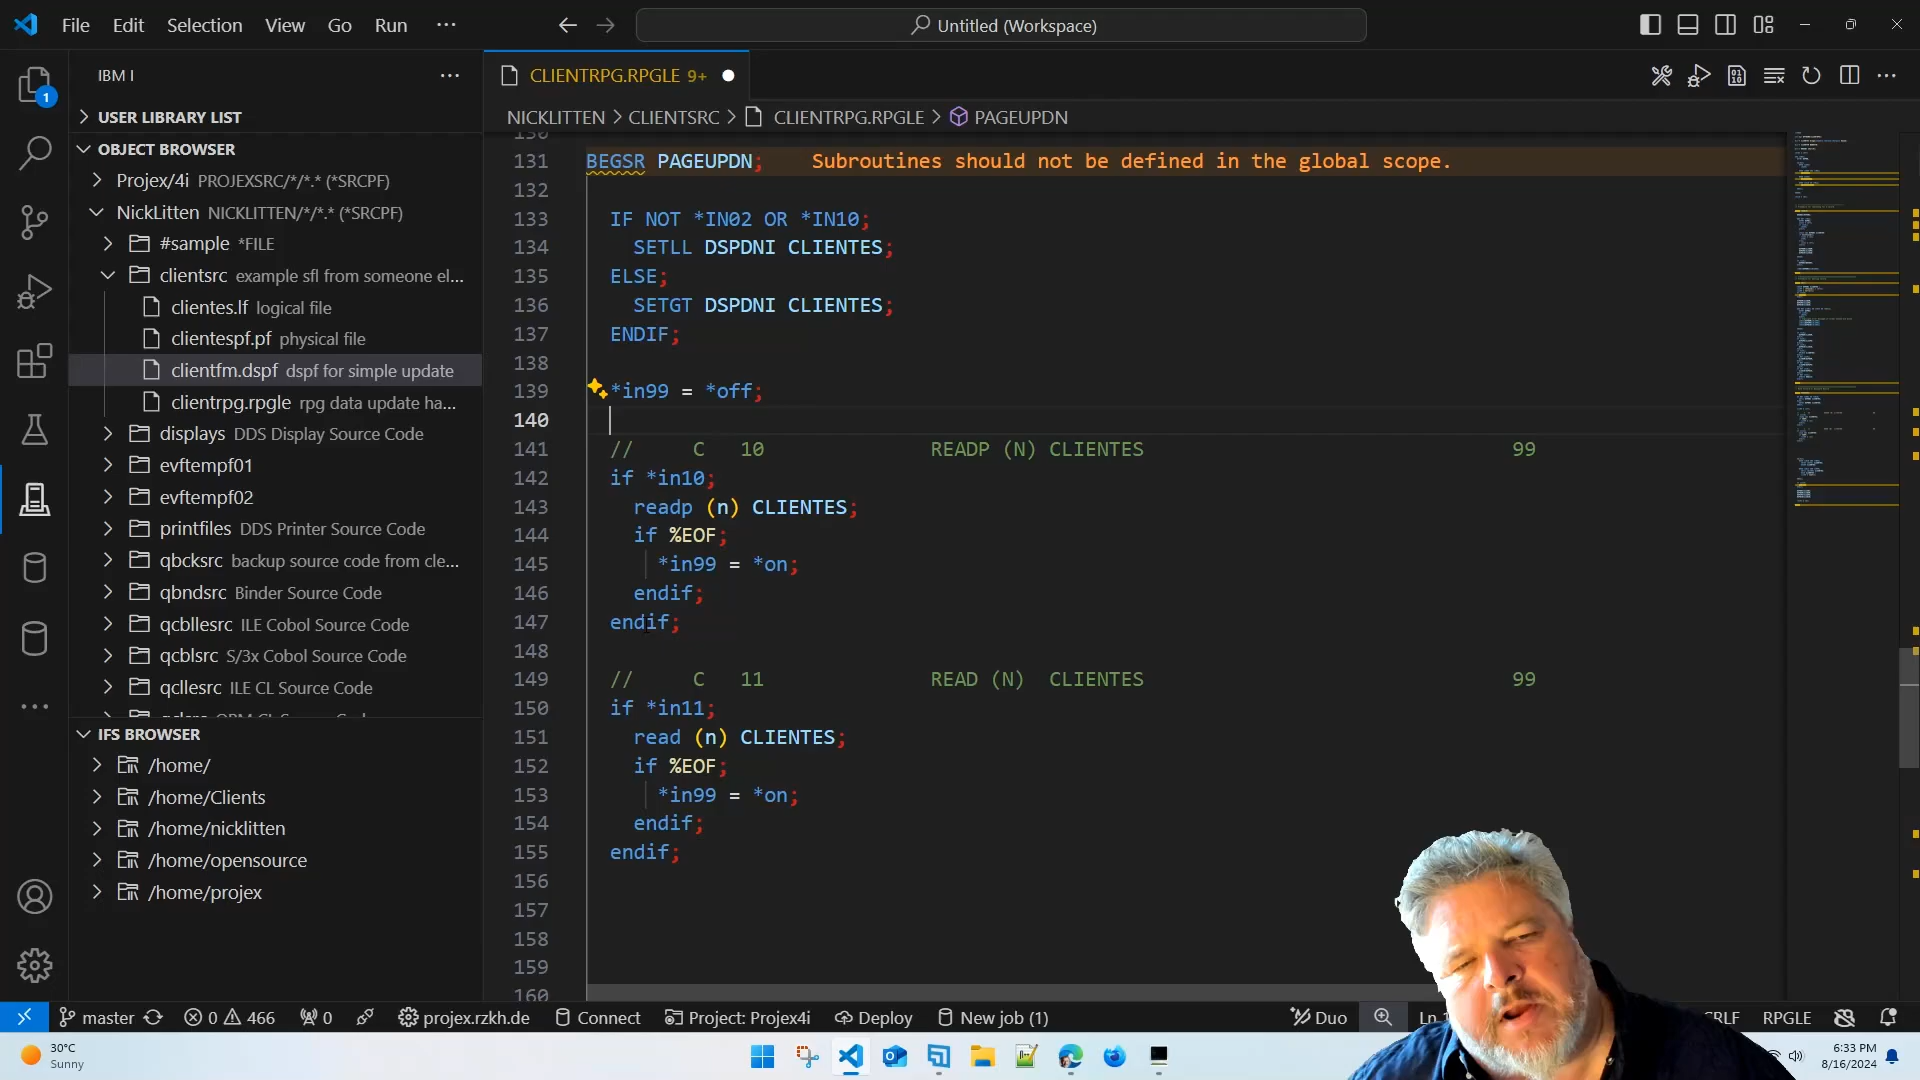 File Edit Selection View Go Run ···
Untitled (Workspace)
IBM I
USER LIBRARY LIST
OBJECT BROWSER
Projex/4i PROJEXSRC/*/*.* (*SRCPF)
NickLitten NICKLITTEN/*/*.* (*SRCPF)
#sample *FILE
clientsrc example sfl from someone el...
clientes.lf logical file
clientespf.pf physical file
clientfm.dspf dspf for simple update
clientrpg.rpgle rpg data update ha...
displays DDS Display Source Code
evftempf01
evftempf02
printfiles DDS Printer Source Code
qbcksrc backup source code from cle...
qbndsrc Binder Source Code
qcbllesrc ILE Cobol Source Code
qcblsrc S/3x Cobol Source Code
qcllesrc ILE CL Source Code
IFS BROWSER
/home/
/home/Clients
/home/nicklitten
/home/opensource
/home/projex
1
CLIENTRPG.RPGLE 9+
NICKLITTEN > CLIENTSRC > CLIENTRPG.RPGLE > PAGEUPDN
130
131 BEGSR PAGEUPDN; Subroutines should not be defined in the global scope.
132
133 IF NOT *IN02 OR *IN10;
134 SETLL DSPDNI CLIENTES;
135 ELSE;
136 SETGT DSPDNI CLIENTES;
137 ENDIF;
138
139 *in99 = *off;
140
141 // C 10 READP (N) CLIENTES 99
142 if *in10;
143 readp (n) CLIENTES;
144 if %EOF;
145 *in99 = *on;
146 endif;
147 endif;
148
149 // C 11 READ (N) CLIENTES 99
150 if *in11;
151 read (n) CLIENTES;
152 if %EOF;
153 *in99 = *on;
154 endif;
155 endif;
156
157
158
159
160
master 0 466 0 projex.rzkh.de Connect Project: Projex4i Deploy New job (1) Duo CRLF RPGLE
30°C
Sunny
6:33 PM
8/16/2024